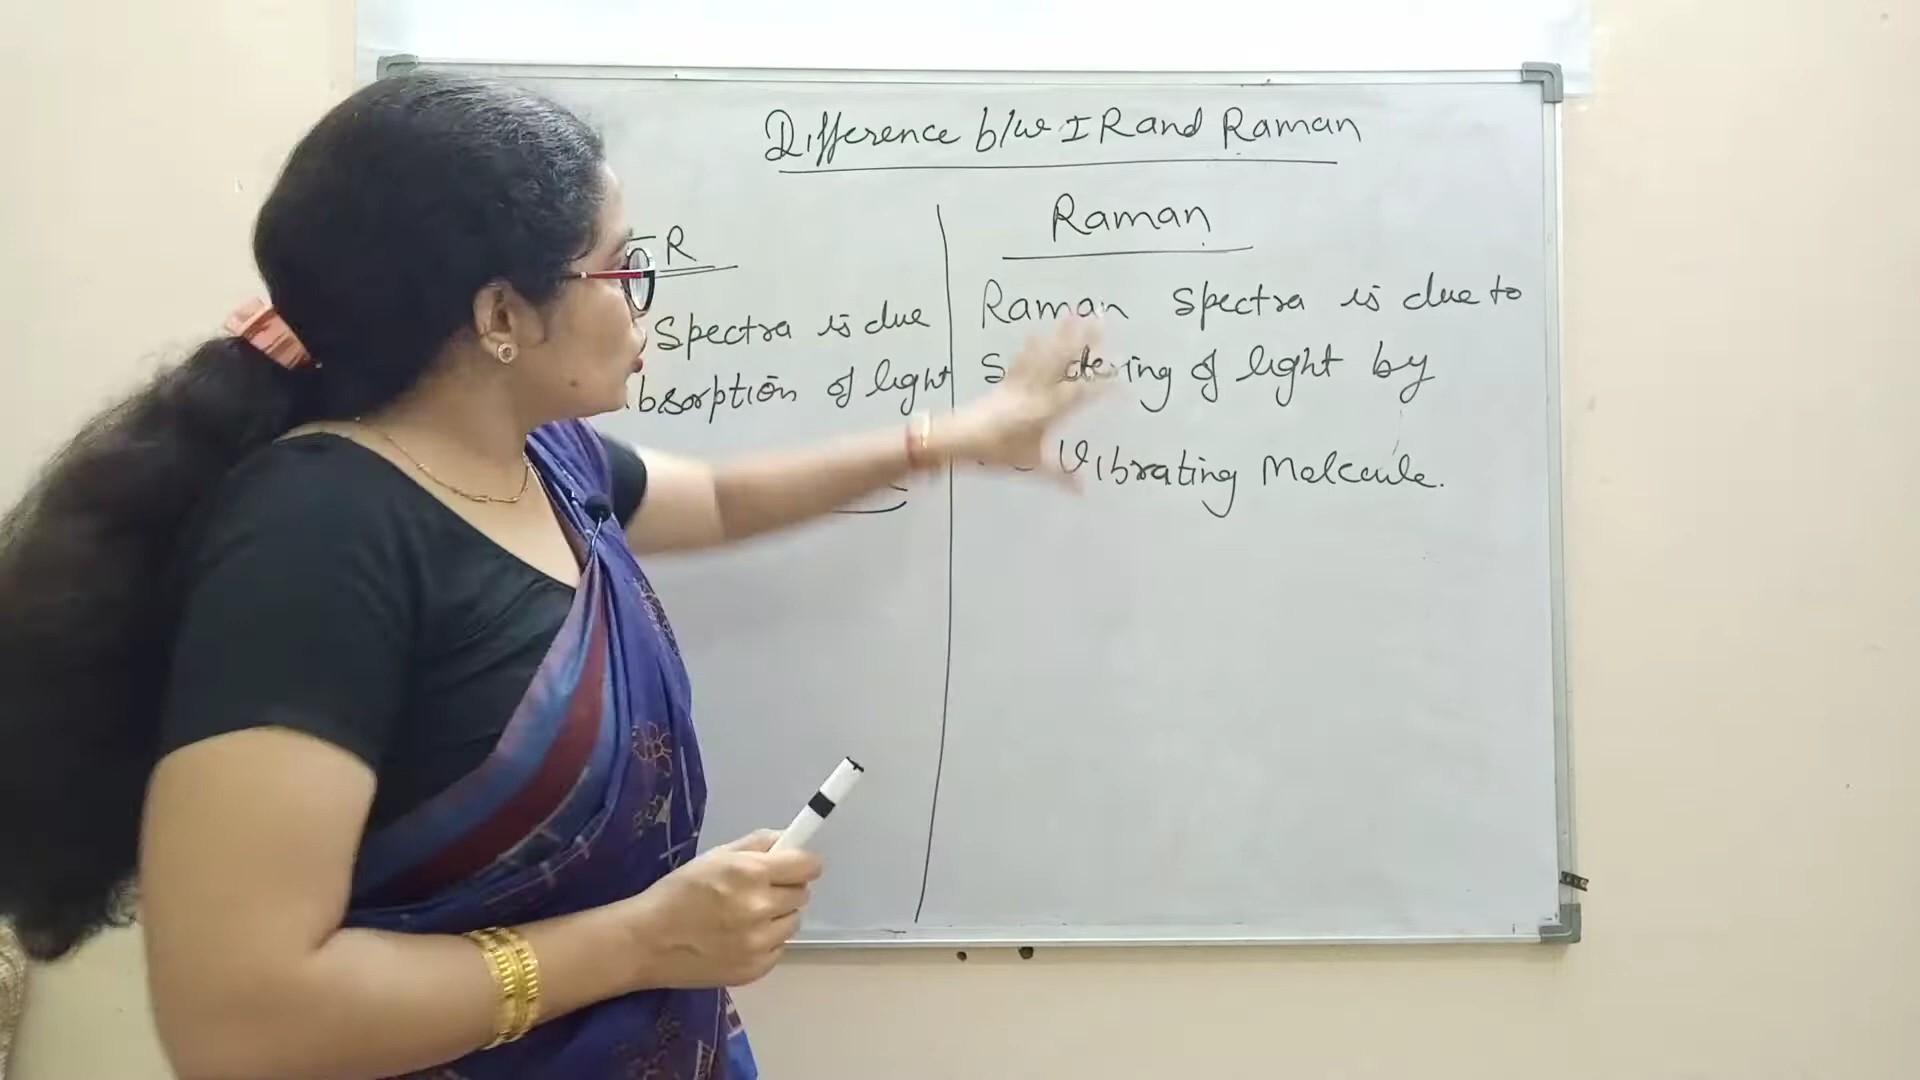 Difference b/w IR and Raman
R
Spectra is due
bsorption of light
Raman
Raman Spectra is due to
of light by
Vibrating Molecule.